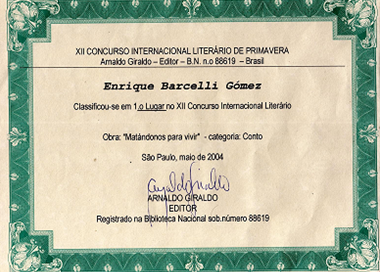 XII CONCURSO INTERNACIONAL LITERÁRIO DE PRIMAVERA
Arnaldo Giraldo – Editor – B.N. n.o 88619 – Brasil
Enrique Barcelli Gómez
Classificou-se em 1.o Lugar no XII Concurso Internacional Literário
Obra: "Matándonos para vivir" - categoria: Conto
São Paulo, maio de 2004
ArnaldoGiraldo
ARNALDO GIRALDO
EDITOR
Registrado na Biblioteca Nacional sob.número 88619